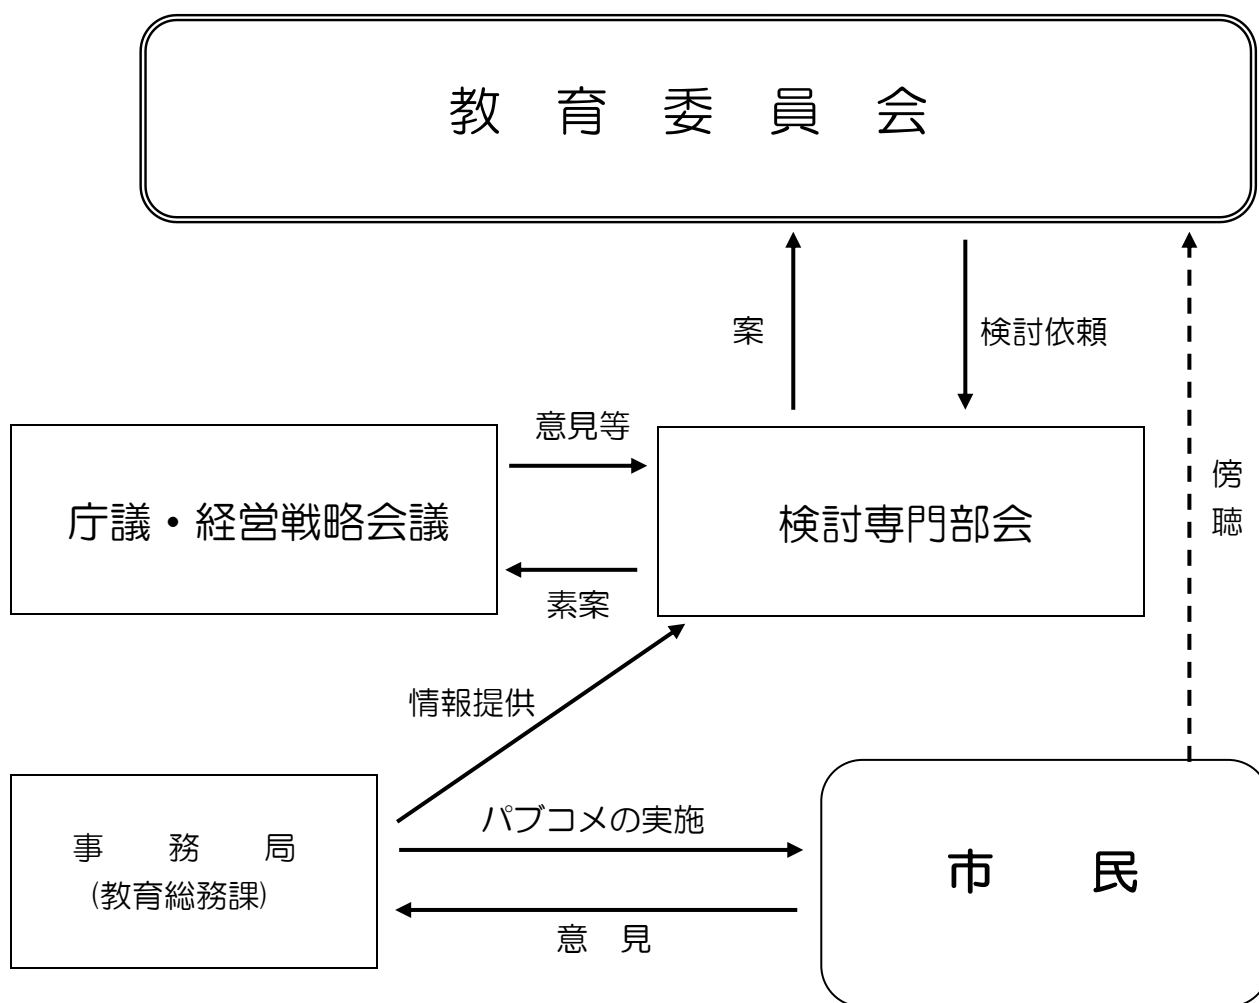 教　育　委　員　会
案
検討依頼
傍
聴
意見等
庁議・経営戦略会議
検討専門部会
素案
情報提供
パブコメの実施
事　務　局
(教育総務課)
市　民
意　見